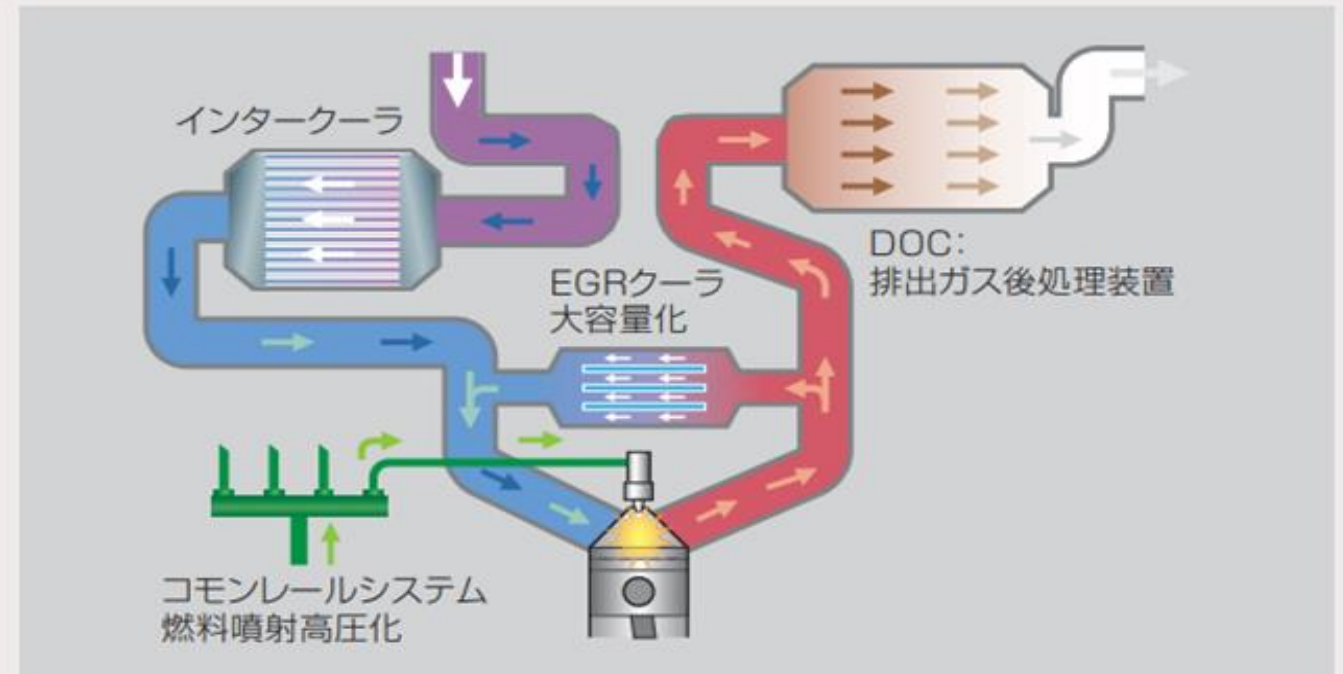 インタークーラ
EGRクーラ
大容量化
DOC：
排出ガス後処理装置
コモンレールシステム
燃料噴射高圧化